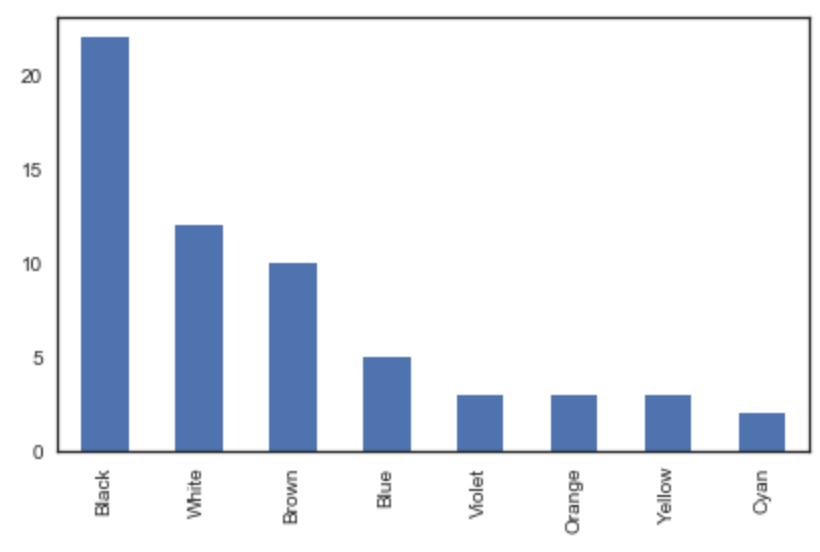 20
15
10
5
0
Black
White
Brown
Blue
Violet
Orange
Yellow
Cyan